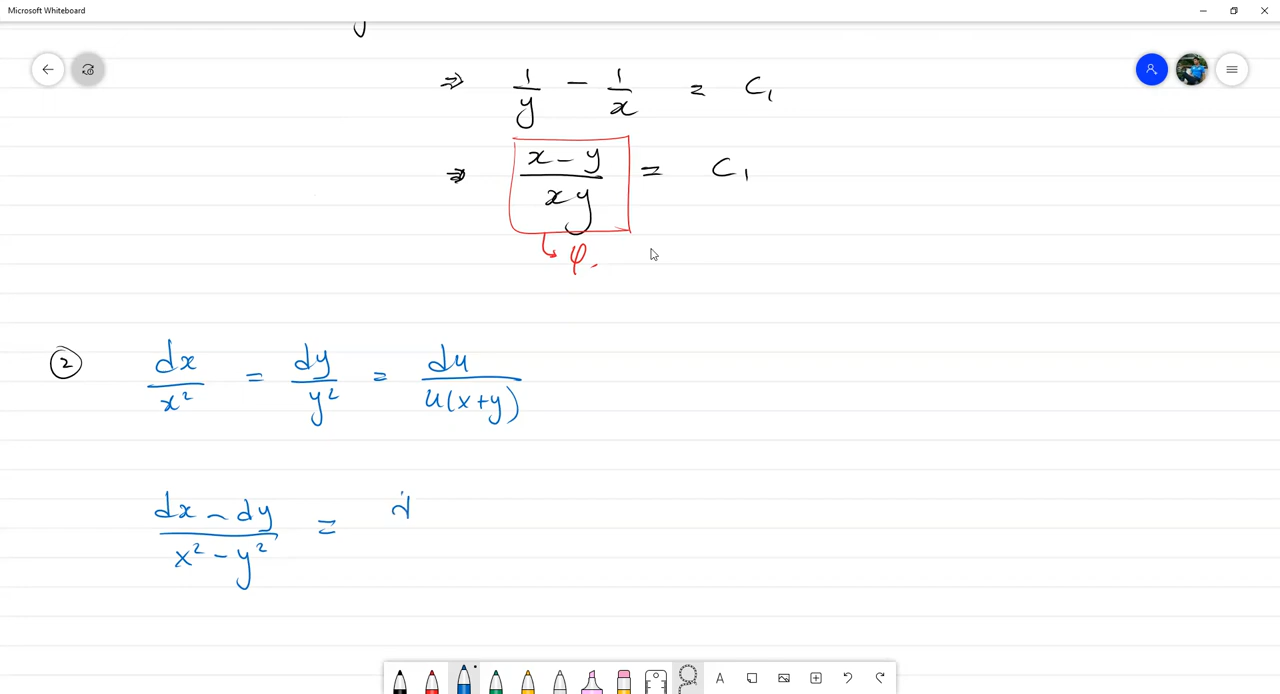 Microsoft Whiteboard
y
⇒ 1/y - 1/x = C₁
⇒ (x - y)/(xy) = C₁
φ.
② dx/x² = dy/y² = du/(u(x+y))
(dx - dy)/(x² - y²) = d
A